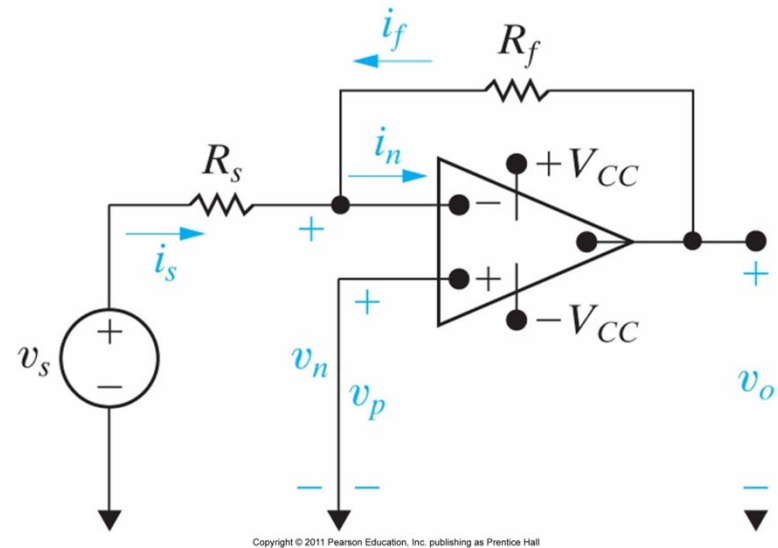 i_f
R_f
R_s
i_n
+V_CC
−
+
i_s
+
+
+
−V_CC
+
v_s
+
−
v_n
v_p
v_o
−
−
−
Copyright © 2011 Pearson Education, Inc. publishing as Prentice Hall